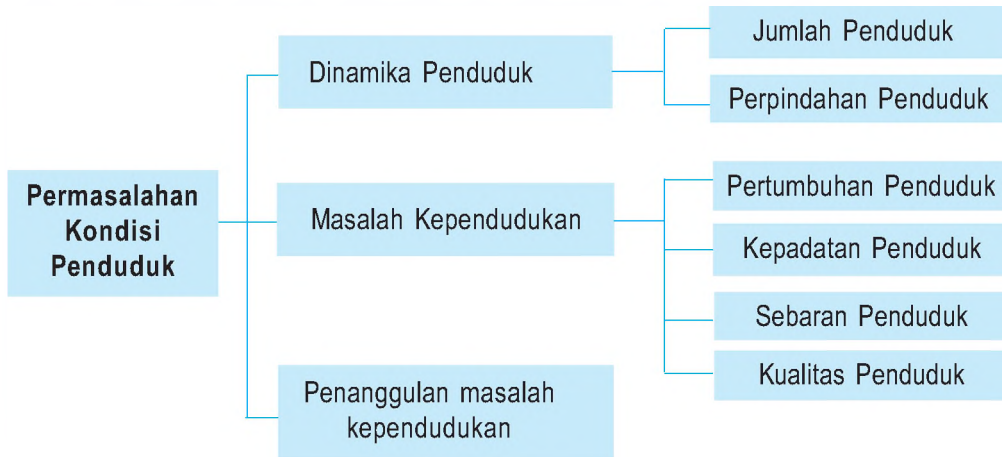 Permasalahan
Kondisi
Penduduk
Dinamika Penduduk
Jumlah Penduduk
Perpindahan Penduduk
Masalah Kependudukan
Pertumbuhan Penduduk
Kepadatan Penduduk
Sebaran Penduduk
Kualitas Penduduk
Penanggulan masalah
kependudukan